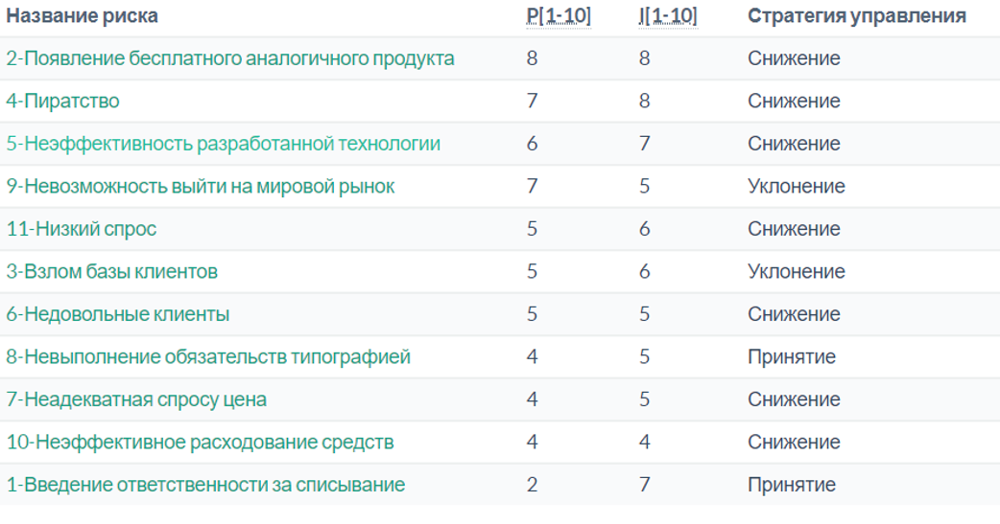 Название риска P[1-10] I[1-10] Стратегия управления
2-Появление бесплатного аналогичного продукта 8 8 Снижение
4-Пиратство 7 8 Снижение
5-Неэффективность разработанной технологии 6 7 Снижение
9-Невозможность выйти на мировой рынок 7 5 Уклонение
11-Низкий спрос 5 6 Снижение
3-Взлом базы клиентов 5 6 Уклонение
6-Недовольные клиенты 5 5 Снижение
8-Невыполнение обязательств типографией 4 5 Принятие
7-Неадекватная спросу цена 4 5 Снижение
10-Неэффективное расходование средств 4 4 Снижение
1-Введение ответственности за списывание 2 7 Принятие